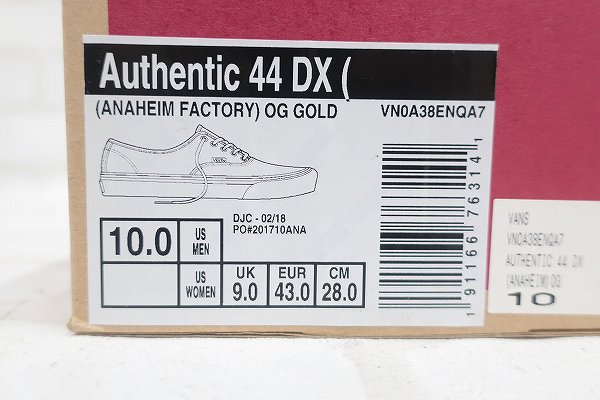 Authentic 44 DX (
(ANAHEIM FACTORY) OG GOLD VN0A38ENQA7
DJC - 02/18
PO#201710ANA
10.0 US MEN
US WOMEN
UK 9.0
EUR 43.0
CM 28.0
1 91166 76314 1
VANS
VN0A38ENQA7
AUTHENTIC 44 DX
(ANAHEIM)OG
10